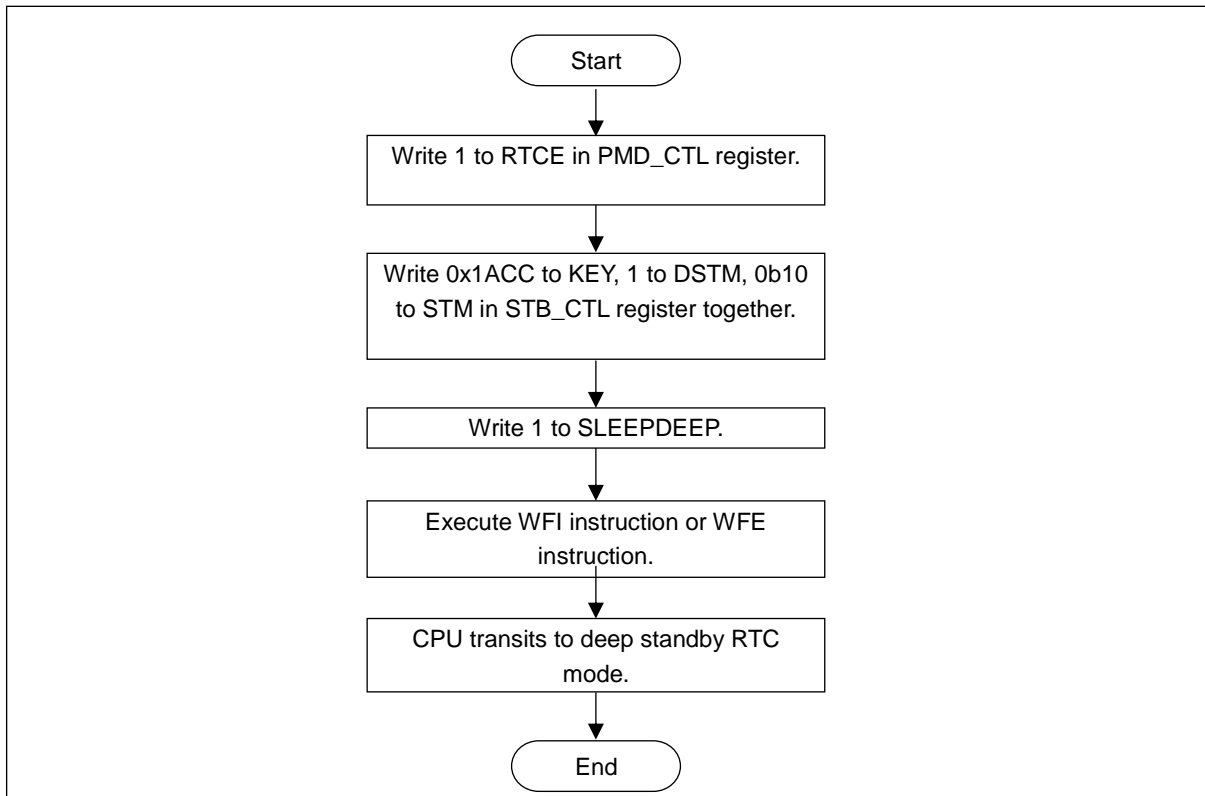 Start
Write 1 to RTCE in PMD_CTL register.
Write 0x1ACC to KEY, 1 to DSTM, 0b10
to STM in STB_CTL register together.
Write 1 to SLEEPDEEP.
Execute WFI instruction or WFE
instruction.
CPU transits to deep standby RTC
mode.
End